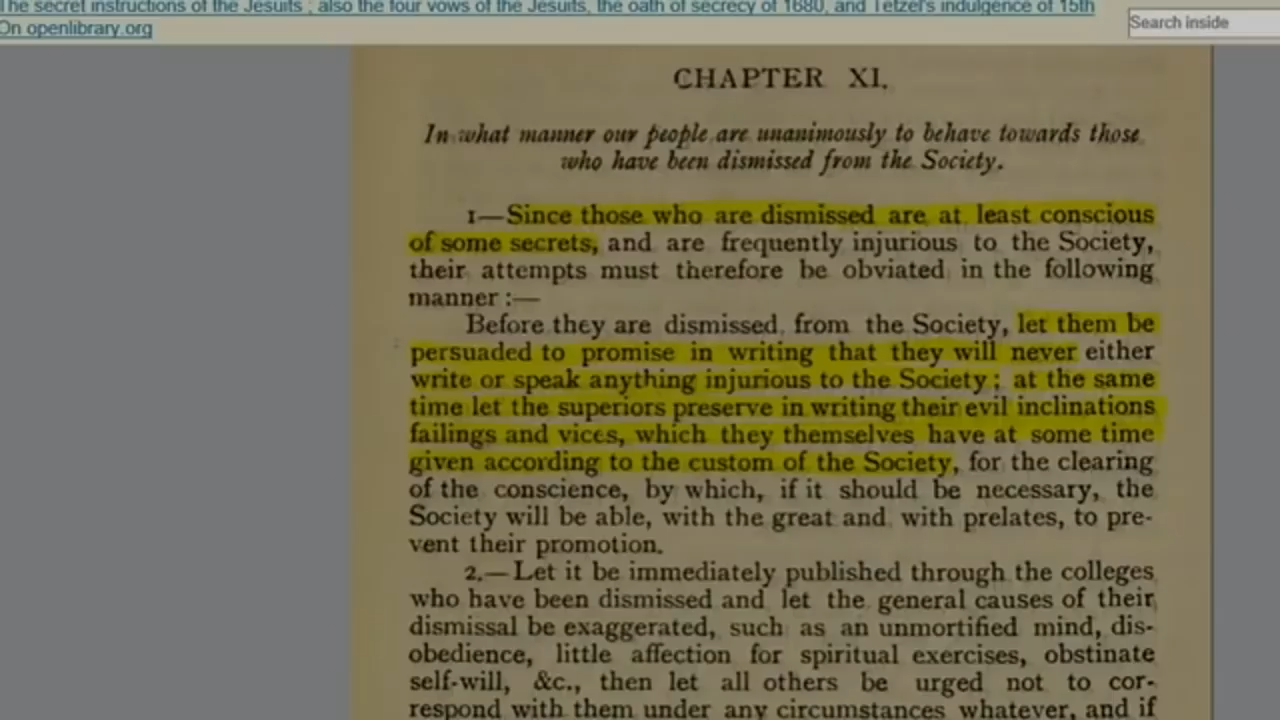 The secret instructions of the Jesuits ; also the four vows of the Jesuits, the oath of secrecy of 1680, and Tetzel's indulgence of 15th
On openlibrary.org
Search inside
CHAPTER XI.
In what manner our people are unanimously to behave towards those
who have been dismissed from the Society.
1—Since those who are dismissed are at least conscious
of some secrets, and are frequently injurious to the Society,
their attempts must therefore be obviated in the following
manner :—
Before they are dismissed from the Society, let them be
persuaded to promise in writing that they will never either
write or speak anything injurious to the Society ; at the same
time let the superiors preserve in writing their evil inclinations
failings and vices, which they themselves have at some time
given according to the custom of the Society, for the clearing
of the conscience, by which, if it should be necessary, the
Society will be able, with the great and with prelates, to pre-
vent their promotion.
2.—Let it be immediately published through the colleges
who have been dismissed and let the general causes of their
dismissal be exaggerated, such as an unmortified mind, dis-
obedience, little affection for spiritual exercises, obstinate
self-will, &c., then let all others be urged not to cor-
respond with them under any circumstances whatever, and if